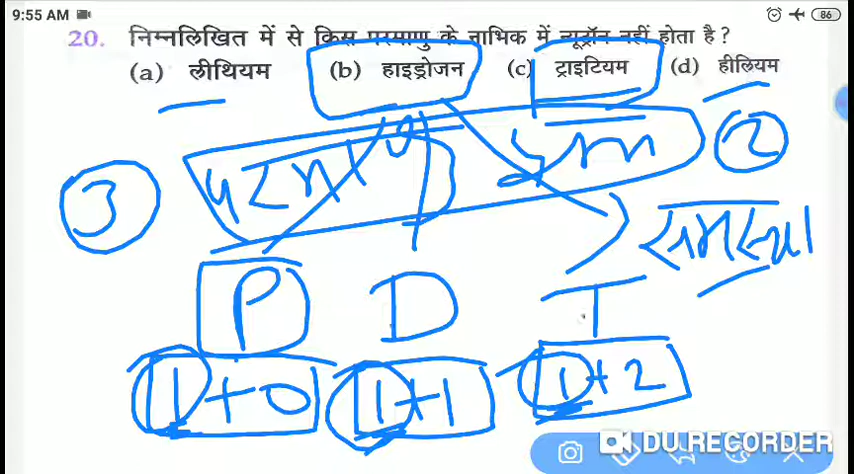 9:55 AM 86
20. निम्नलिखित में से किस परमाणु के नाभिक में न्यूट्रॉन नहीं होता है ?
(a) लीथियम (b) हाइड्रोजन (c) ट्राइटियम (d) हीलियम
3 परमाणु क्रम 2
समस्या
P D T
1+0 1+1 1+2
DU RECORDER